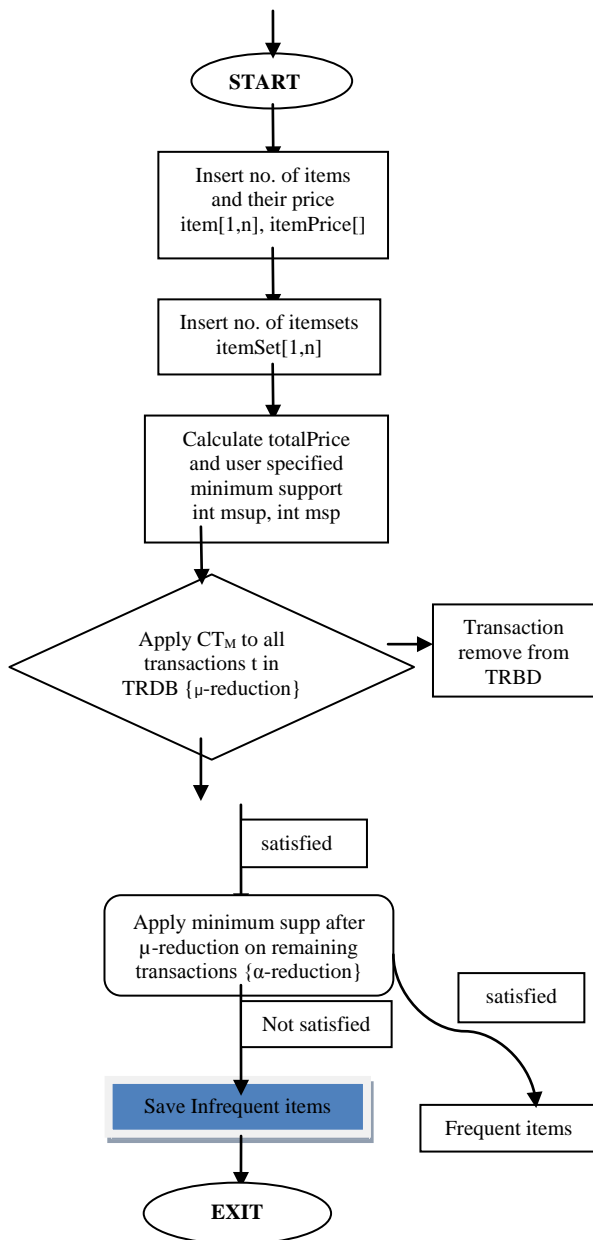 START
Insert no. of items
and their price
item[1,n], itemPrice[]
Insert no. of itemsets
itemSet[1,n]
Calculate totalPrice
and user specified
minimum support
int msup, int msp
Apply CTM to all
transactions t in
TRDB {μ-reduction}
Transaction
remove from
TRBD
satisfied
Apply minimum supp after
µ-reduction on remaining
transactions {α-reduction}
satisfied
Not satisfied
Save Infrequent items
Frequent items
EXIT